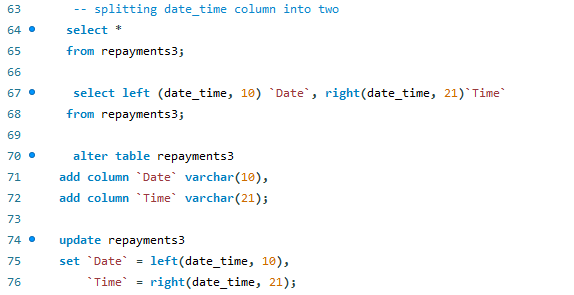 63 -- splitting date_time column into two
64 select *
65 from repayments3;
66
67 select left (date_time, 10) `Date`, right(date_time, 21)`Time`
68 from repayments3;
69
70 alter table repayments3
71 add column `Date` varchar(10),
72 add column `Time` varchar(21);
73
74 update repayments3
75 set `Date` = left(date_time, 10),
76 `Time` = right(date_time, 21);